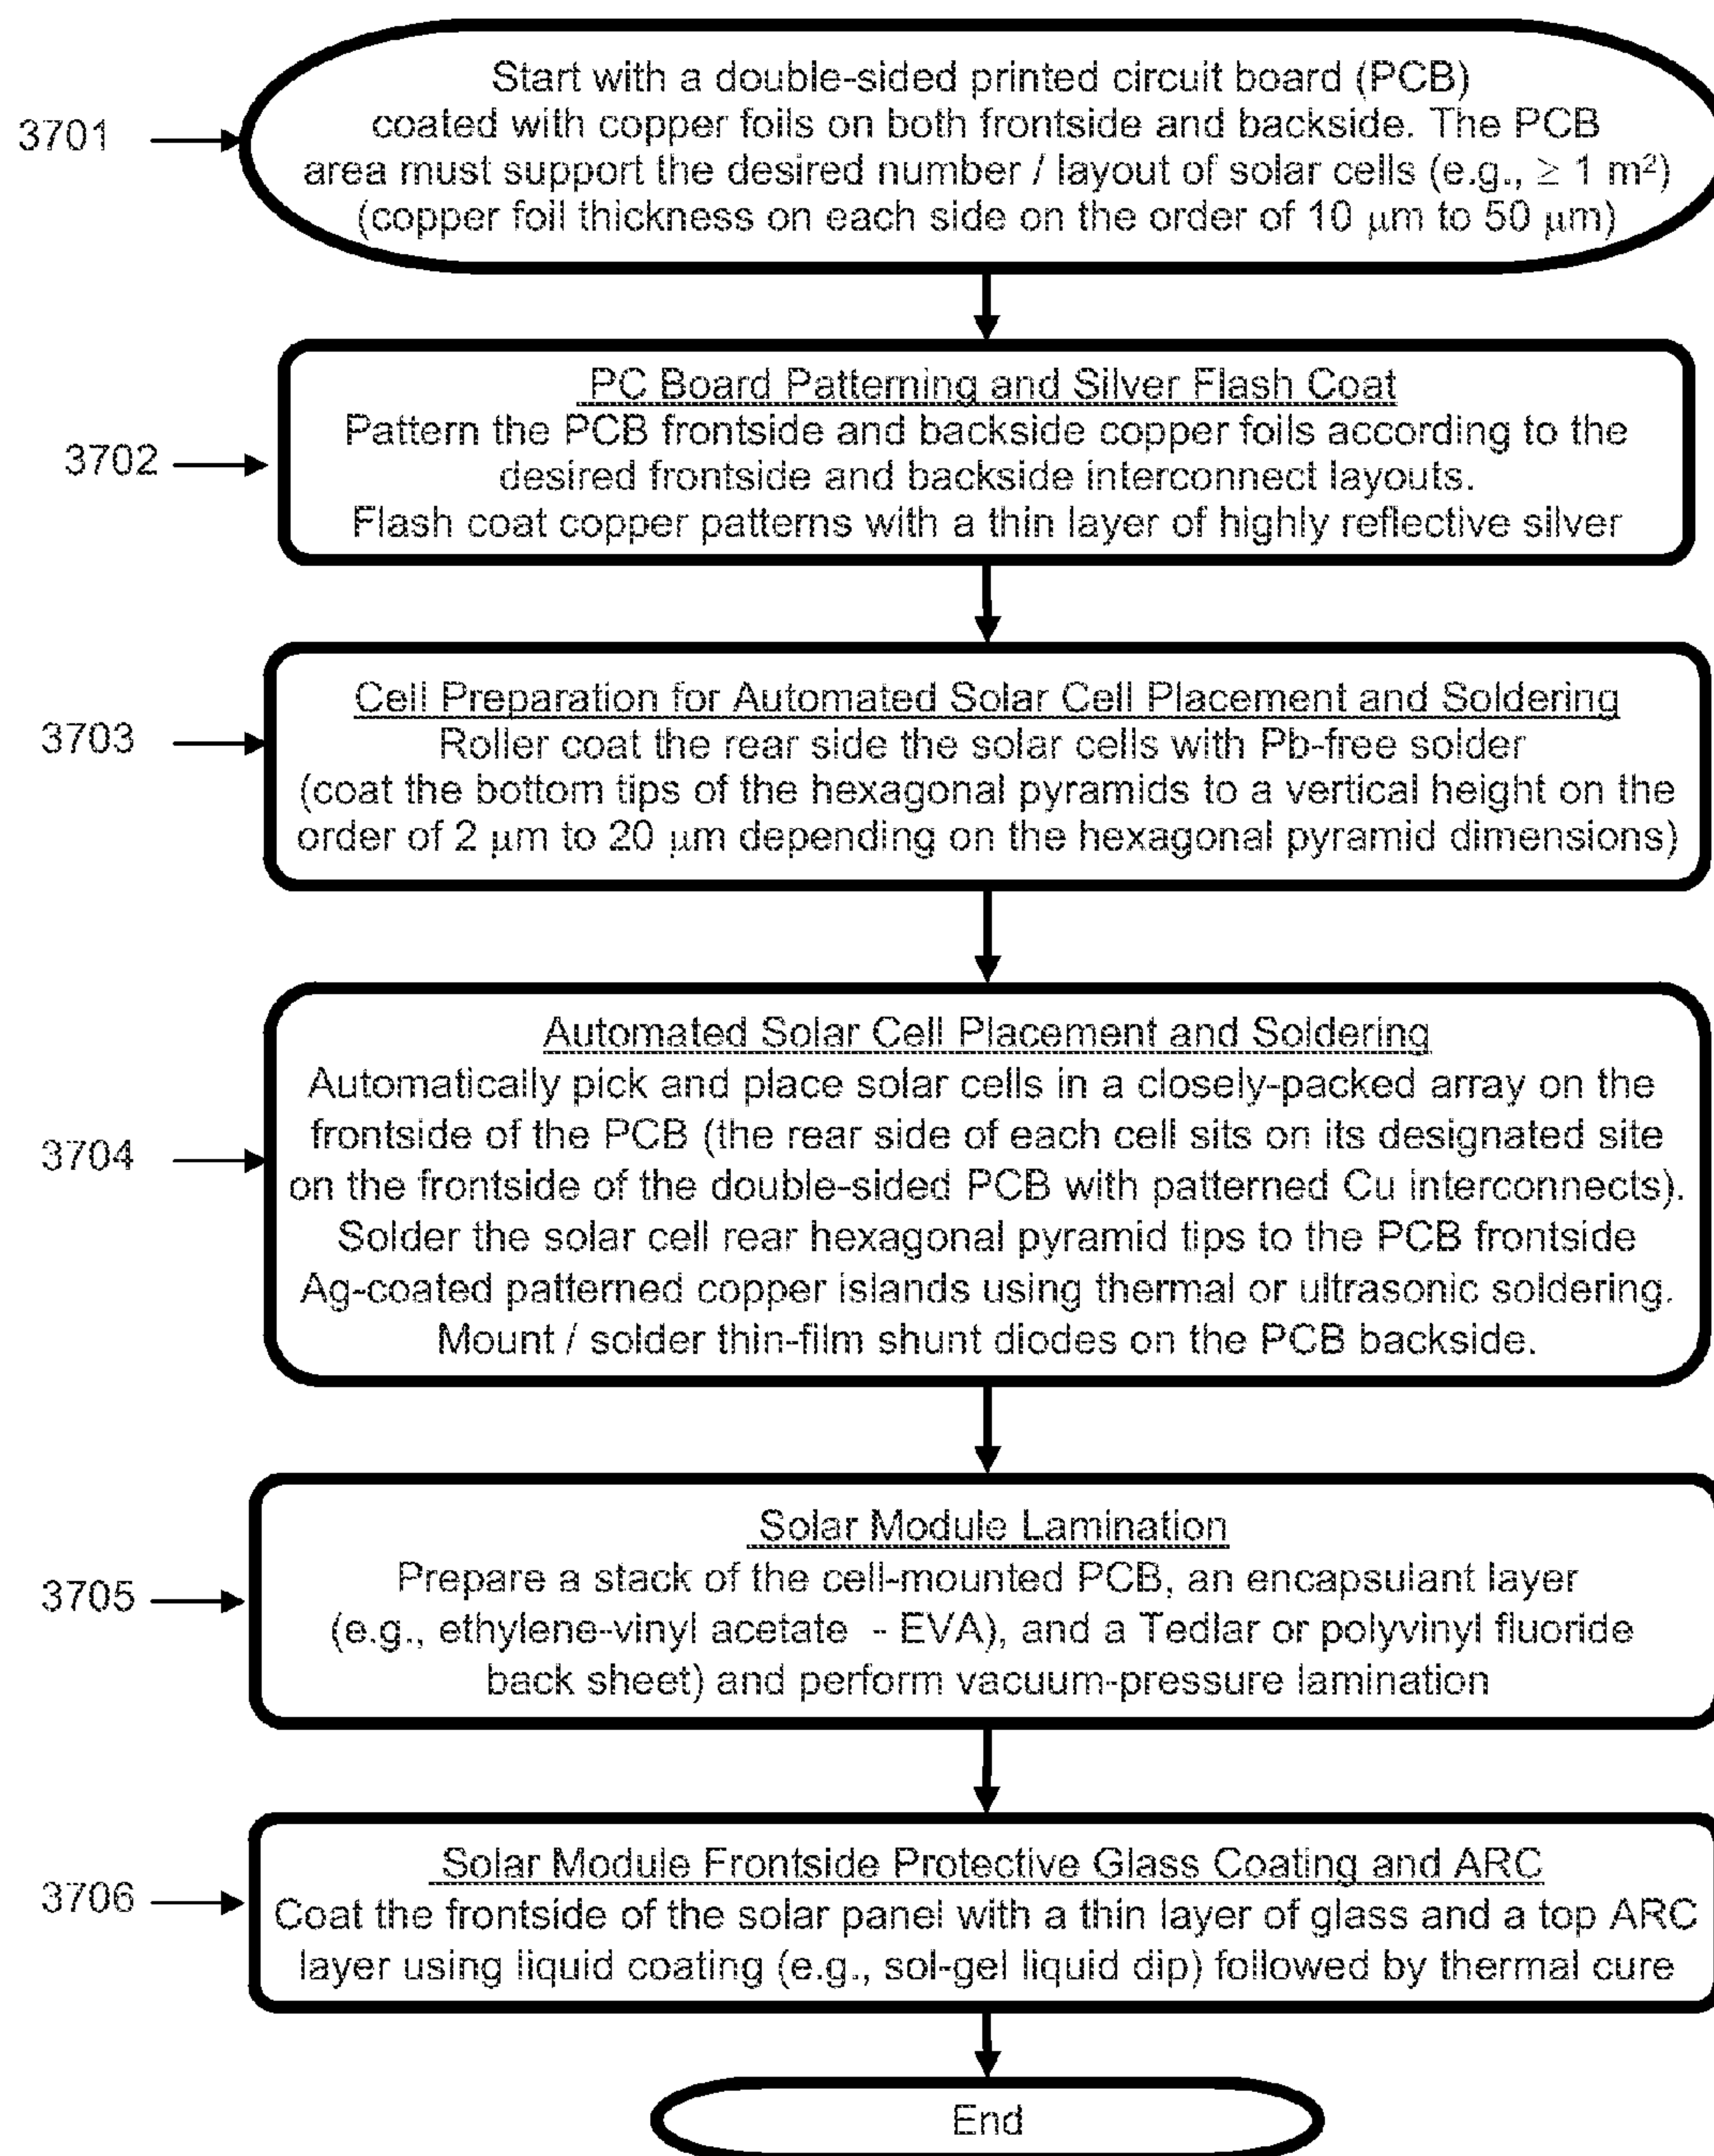 3701
Start with a double-sided printed circuit board (PCB)
coated with copper foils on both frontside and backside. The PCB
area must support the desired number / layout of solar cells (e.g., ≥ 1 m²)
(copper foil thickness on each side on the order of 10 μm to 50 μm)
3702
PC Board Patterning and Silver Flash Coat
Pattern the PCB frontside and backside copper foils according to the
desired frontside and backside interconnect layouts.
Flash coat copper patterns with a thin layer of highly reflective silver
3703
Cell Preparation for Automated Solar Cell Placement and Soldering
Roller coat the rear side the solar cells with Pb-free solder
(coat the bottom tips of the hexagonal pyramids to a vertical height on the
order of 2 μm to 20 μm depending on the hexagonal pyramid dimensions)
3704
Automated Solar Cell Placement and Soldering
Automatically pick and place solar cells in a closely-packed array on the
frontside of the PCB (the rear side of each cell sits on its designated site
on the frontside of the double-sided PCB with patterned Cu interconnects).
Solder the solar cell rear hexagonal pyramid tips to the PCB frontside
Ag-coated patterned copper islands using thermal or ultrasonic soldering.
Mount / solder thin-film shunt diodes on the PCB backside.
3705
Solar Module Lamination
Prepare a stack of the cell-mounted PCB, an encapsulant layer
(e.g., ethylene-vinyl acetate - EVA), and a Tedlar or polyvinyl fluoride
back sheet) and perform vacuum-pressure lamination
3706
Solar Module Frontside Protective Glass Coating and ARC
Coat the frontside of the solar panel with a thin layer of glass and a top ARC
layer using liquid coating (e.g., sol-gel liquid dip) followed by thermal cure
End